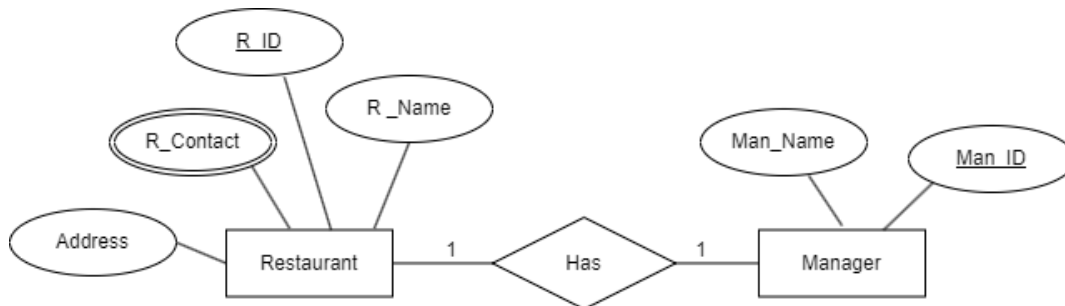 R_ID
R _Name
R_Contact
Man_Name
Man_ID
Address
Restaurant
1
Has
1
Manager